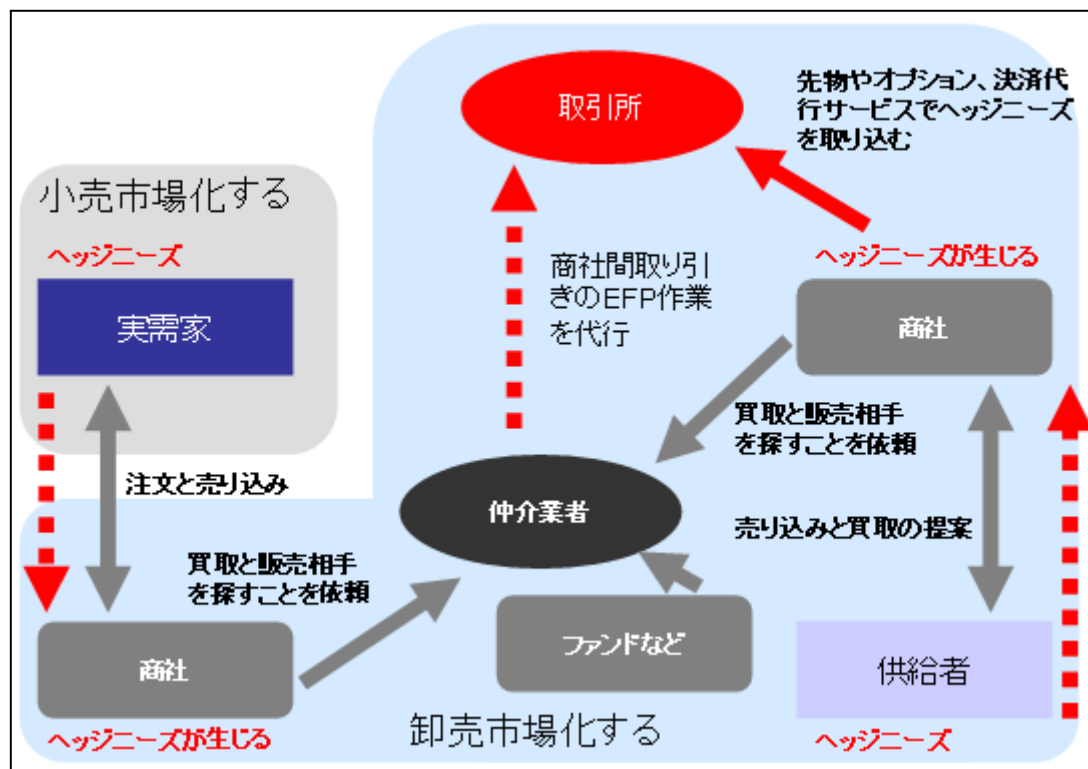 取引所
先物やオプション、決済代
行サービスでヘッジニーズ
を取り込む
小売市場化する
ヘッジニーズ
実需家
商社間取り引
きのEFP作業
を代行
ヘッジニーズが生じる
商社
買取と販売相手
を探すことを依頼
注文と売り込み
仲介業者
売り込みと買取の提案
買取と販売相手
を探すことを依頼
商社
ヘッジニーズが生じる
ファンドなど
供給者
ヘッジニーズ
卸売市場化する